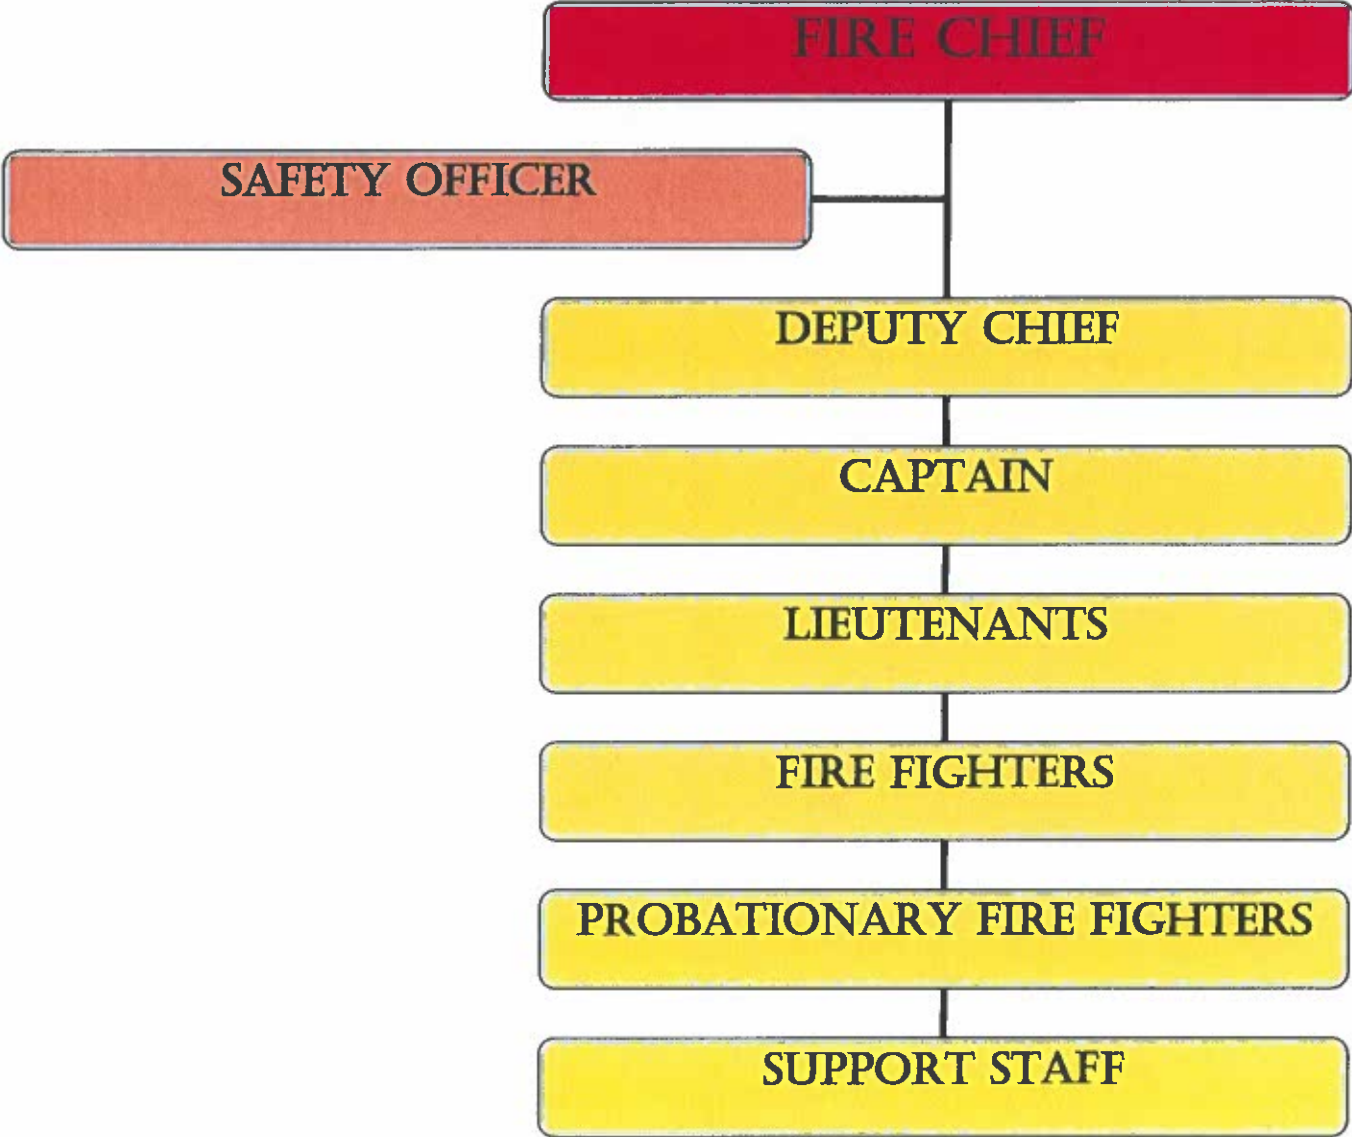 FIRE CHIEF
SAFETY OFFICER
DEPUTY CHIEF
CAPTAIN
LIEUTENANTS
FIRE FIGHTERS
PROBATIONARY FIRE FIGHTERS
SUPPORT STAFF